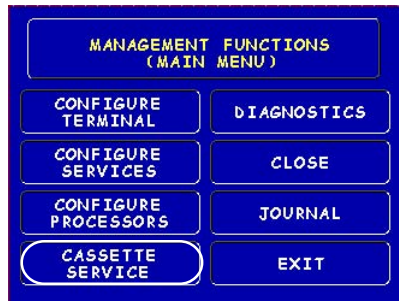 MANAGEMENT FUNCTIONS
(MAIN MENU)
CONFIGURE
TERMINAL
DIAGNOSTICS
CONFIGURE
SERVICES
CLOSE
CONFIGURE
PROCESSORS
JOURNAL
CASSETTE
SERVICE
EXIT